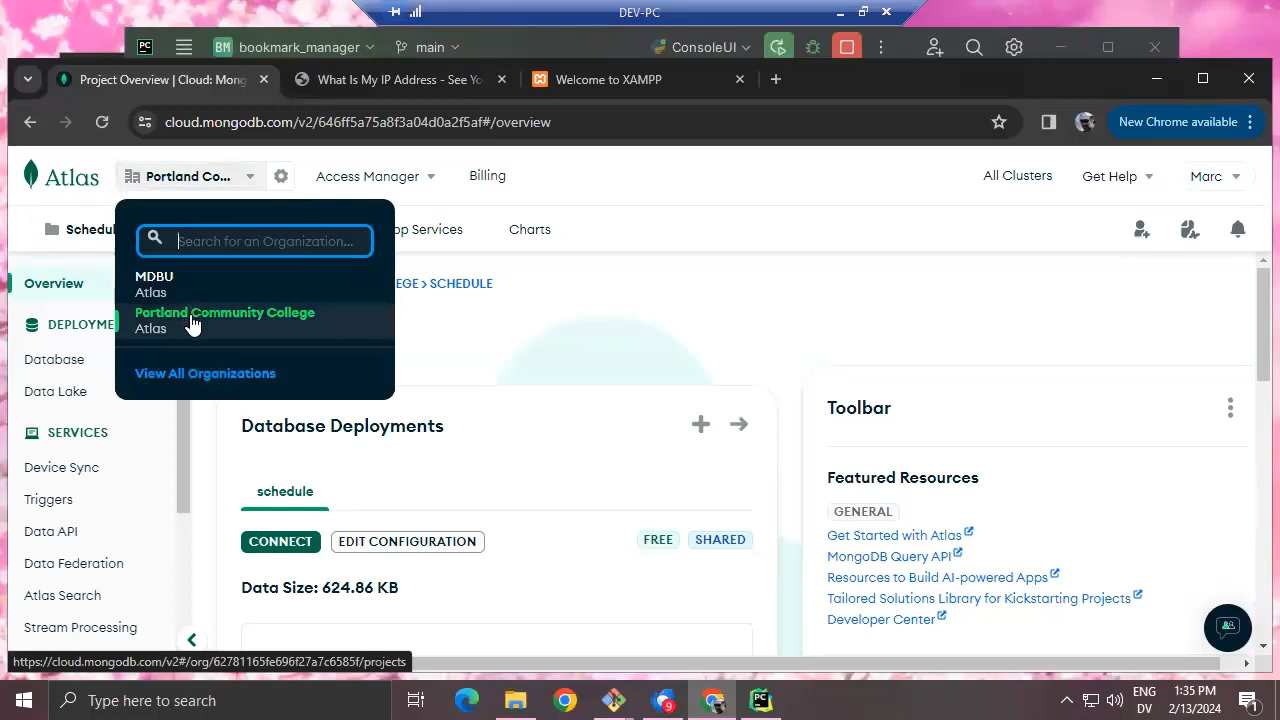 DEV-PC
PC
BM bookmark_manager
main
ConsoleUI
Project Overview | Cloud: Mong
What Is My IP Address - See Yo
Welcome to XAMPP
cloud.mongodb.com/v2/646ff5a75a8f3a04d0a2f5af#/overview
New Chrome available
Atlas
Portland Co...
Access Manager
Billing
All Clusters
Get Help
Marc
Schedul
pp Services
Charts
Search for an Organization...
MDBU
Atlas
Portland Community College
Atlas
View All Organizations
EGE > SCHEDULE
Overview
DEPLOYME
Database
Data Lake
SERVICES
Device Sync
Triggers
Data API
Data Federation
Atlas Search
Stream Processing
Database Deployments
schedule
CONNECT
EDIT CONFIGURATION
FREE
SHARED
Data Size: 624.86 KB
Toolbar
Featured Resources
GENERAL
Get Started with Atlas
MongoDB Query API
Resources to Build AI-powered Apps
Tailored Solutions Library for Kickstarting Projects
Developer Center
https://cloud.mongodb.com/v2#/org/62781165fe696f27a7c6585f/projects
Type here to search
9
PC
ENG
DV
1:35 PM
2/13/2024
1